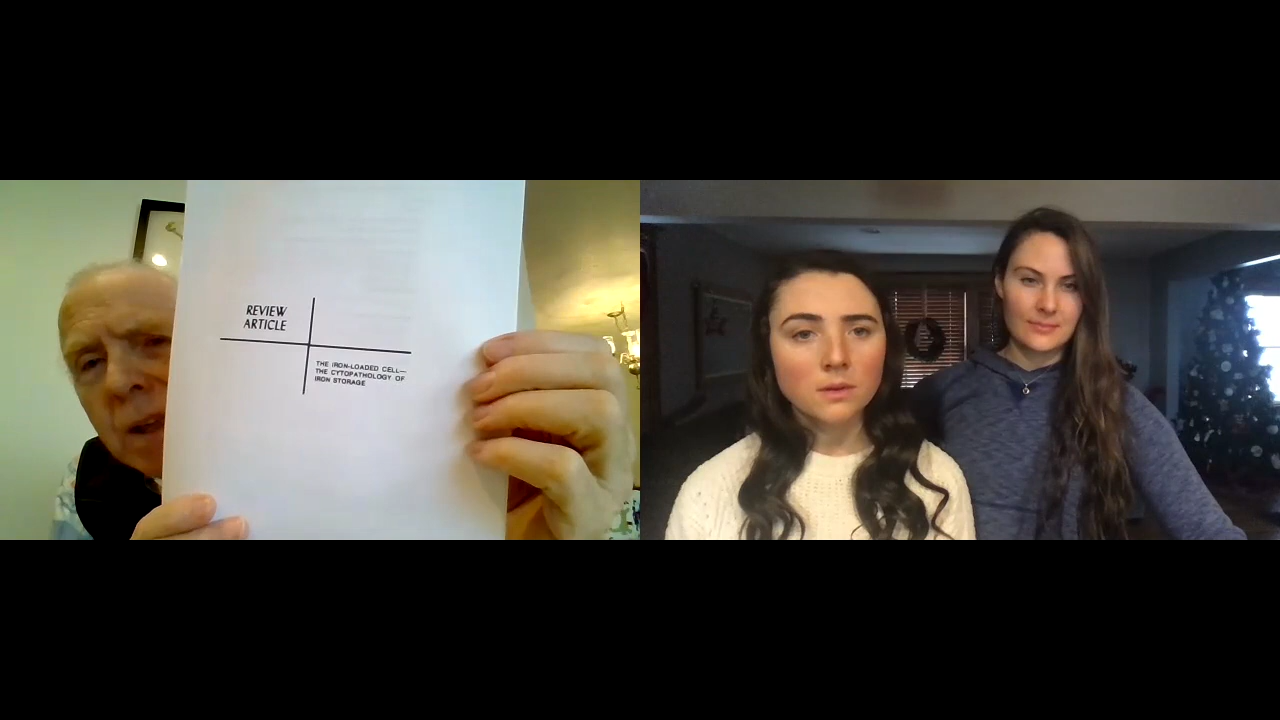 REVIEW
ARTICLE
THE IRON-LOADED CELL—
THE CYTOPATHOLOGY OF
IRON STORAGE